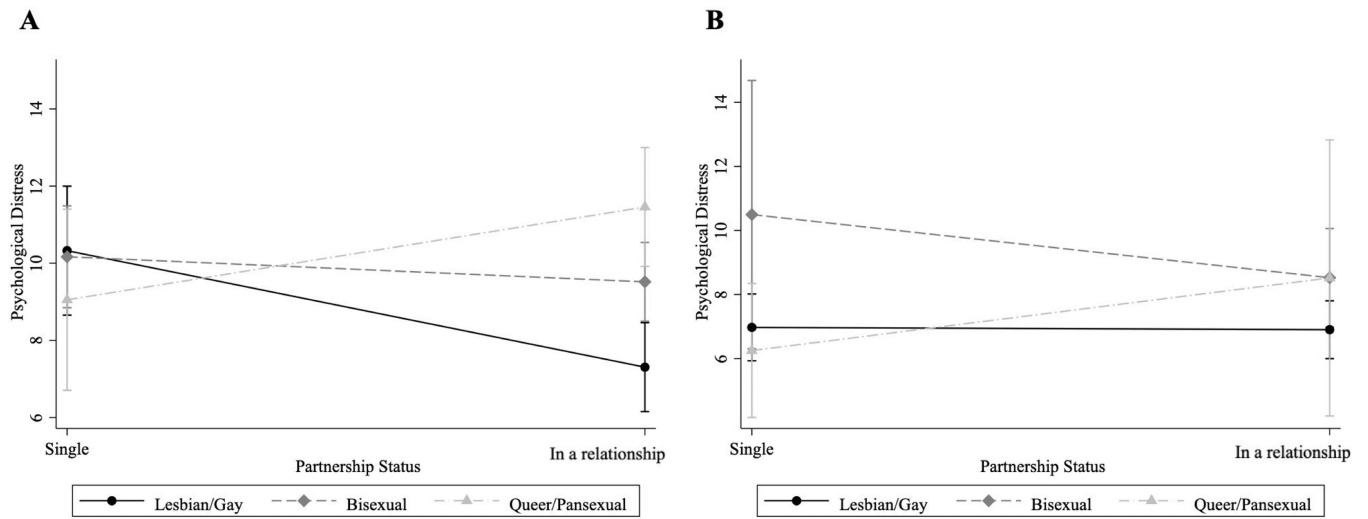 A
B
Psychological Distress
14
12
10
8
6
Single
In a relationship
Partnership Status
Lesbian/Gay
Bisexual
Queer/Pansexual
Psychological Distress
14
12
10
8
6
Single
In a relationship
Partnership Status
Lesbian/Gay
Bisexual
Queer/Pansexual